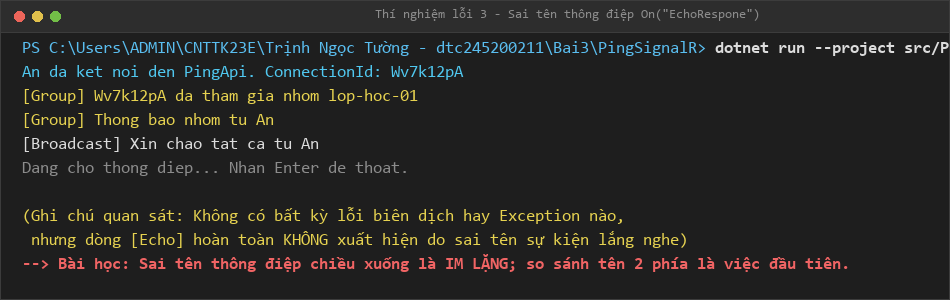 Thí nghiệm lỗi 3 - Sai tên thông điệp On("EchoRespone")
PS C:\Users\ADMIN\CNTTK23E\Trịnh Ngọc Tường - dtc245200211\Bai3\PingSignalR> dotnet run --project src/P
An da ket noi den PingApi. ConnectionId: Wv7k12pA
[Group] Wv7k12pA da tham gia nhom lop-hoc-01
[Group] Thong bao nhom tu An
[Broadcast] Xin chao tat ca tu An
Dang cho thong diep... Nhan Enter de thoat.
(Ghi chú quan sát: Không có bất kỳ lỗi biên dịch hay Exception nào,
nhưng dòng [Echo] hoàn toàn KHÔNG xuất hiện do sai tên sự kiện lắng nghe)
--> Bài học: Sai tên thông điệp chiều xuống là IM LẶNG; so sánh tên 2 phía là việc đầu tiên.